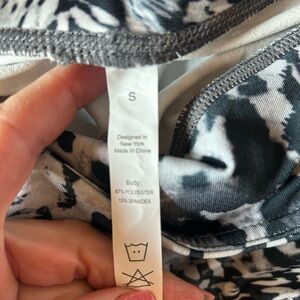 S
Designed in
New York
Made in China
Body:
87% POLYESTER
13% SPANDEX